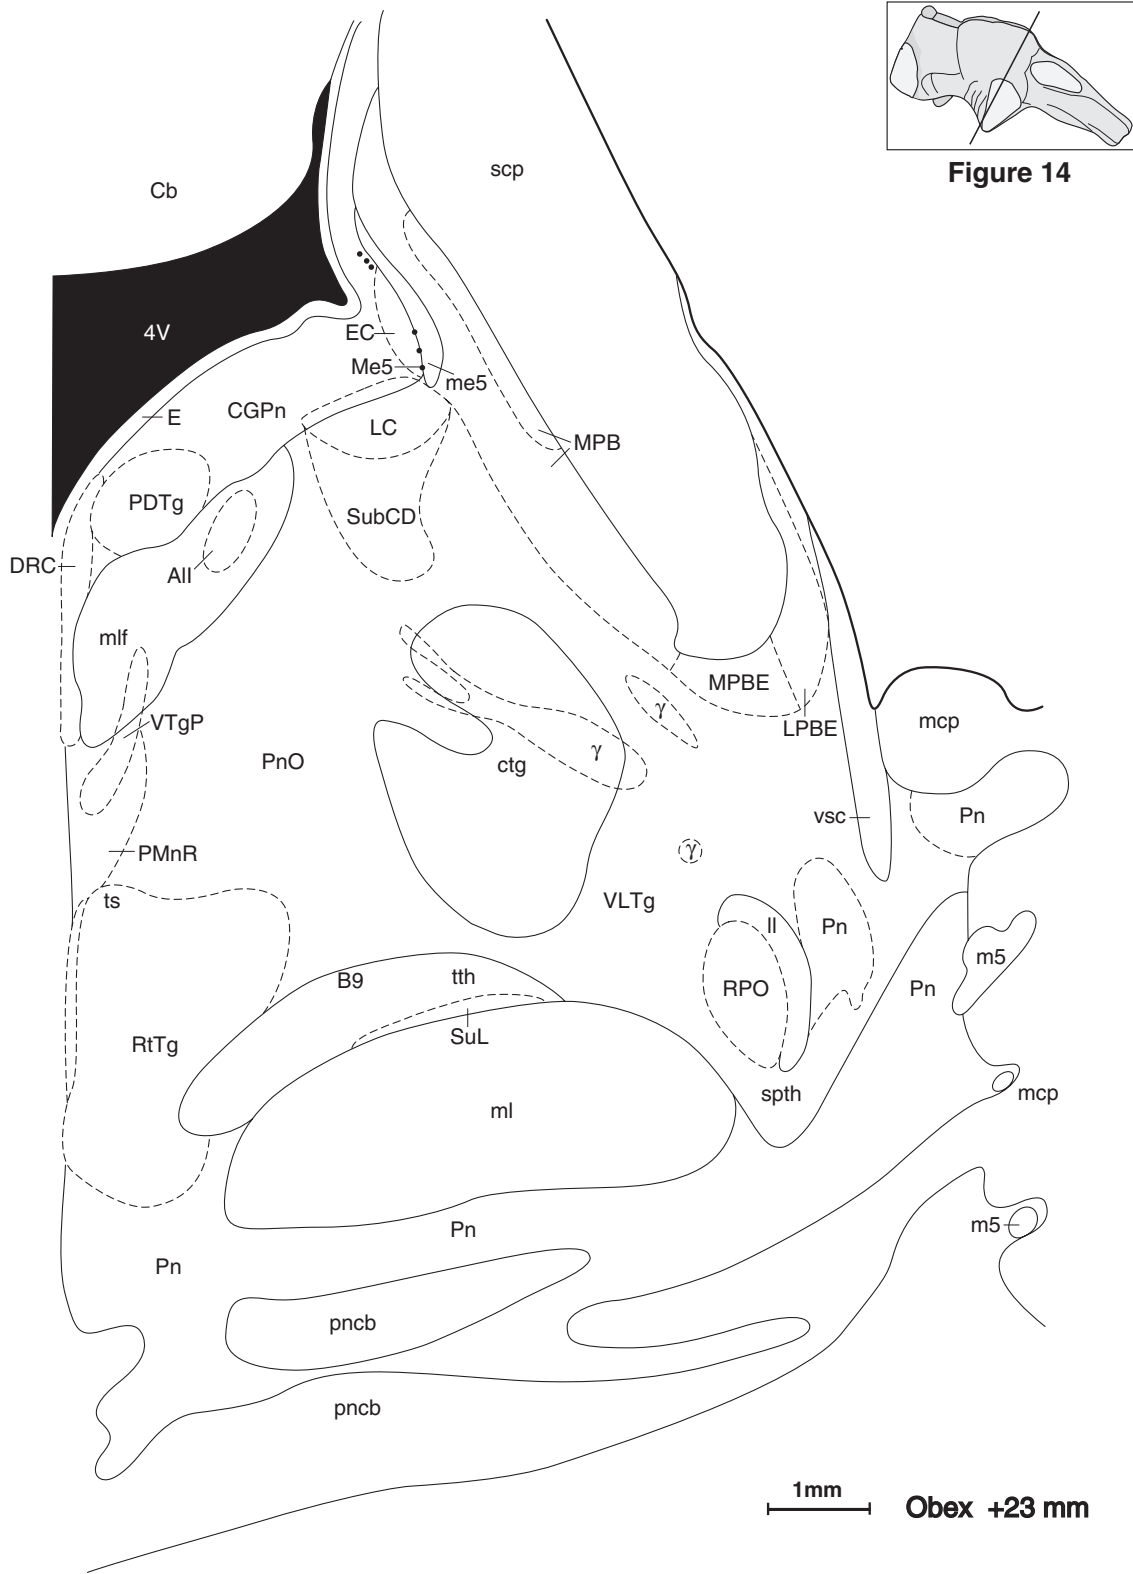 Figure 14
scp
Cb
4V
EC
Me5
me5
E
CGPn
LC
MPB
PDTg
SubCD
DRC
All
mlf
MPBE
γ
VTgP
LPBE
mcp
γ
PnO
ctg
vsc
Pn
PMnR
γ
ts
VLTg
ll
Pn
m5
B9
tth
RPO
Pn
SuL
RtTg
spth
mcp
ml
m5
Pn
Pn
pncb
pncb
1mm
Obex +23 mm